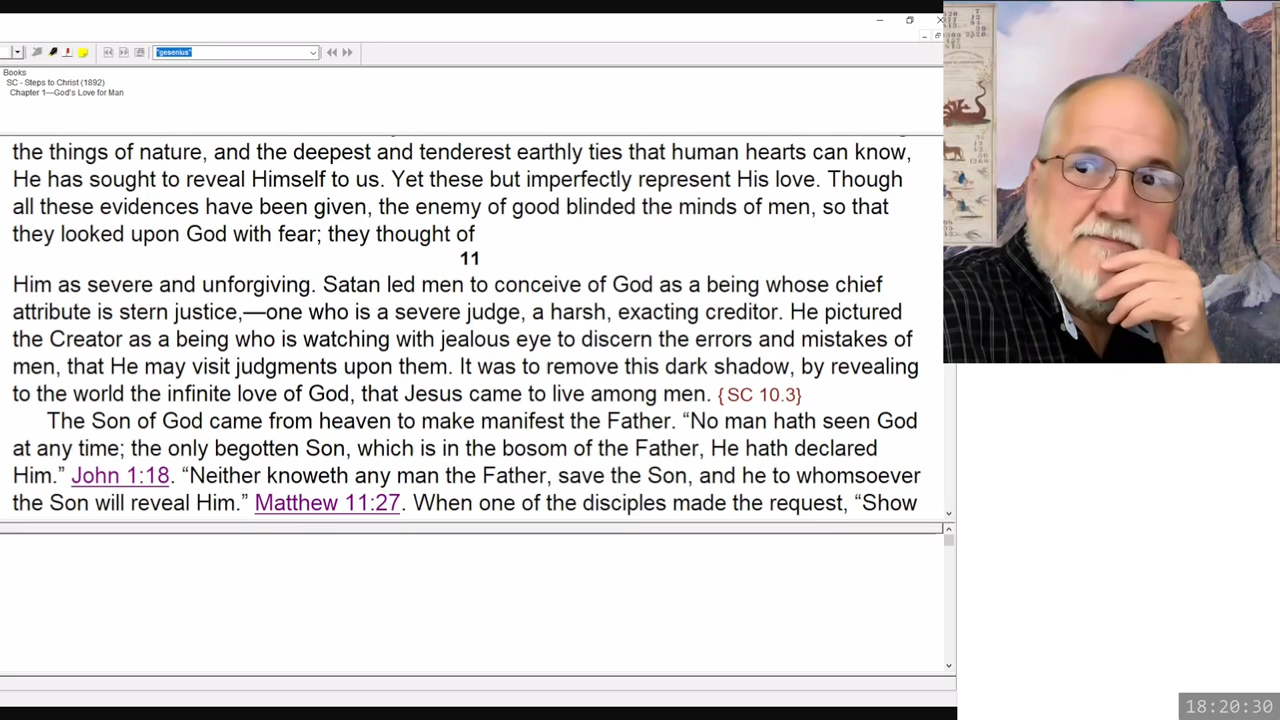 "gesenius"
Books
SC - Steps to Christ (1892)
Chapter 1—God's Love for Man
the things of nature, and the deepest and tenderest earthly ties that human hearts can know,
He has sought to reveal Himself to us. Yet these but imperfectly represent His love. Though
all these evidences have been given, the enemy of good blinded the minds of men, so that
they looked upon God with fear; they thought of
11
Him as severe and unforgiving. Satan led men to conceive of God as a being whose chief
attribute is stern justice,—one who is a severe judge, a harsh, exacting creditor. He pictured
the Creator as a being who is watching with jealous eye to discern the errors and mistakes of
men, that He may visit judgments upon them. It was to remove this dark shadow, by revealing
to the world the infinite love of God, that Jesus came to live among men. {SC 10.3}
The Son of God came from heaven to make manifest the Father. “No man hath seen God
at any time; the only begotten Son, which is in the bosom of the Father, He hath declared
Him.” John 1:18. “Neither knoweth any man the Father, save the Son, and he to whomsoever
the Son will reveal Him.” Matthew 11:27. When one of the disciples made the request, “Show
18:20:30